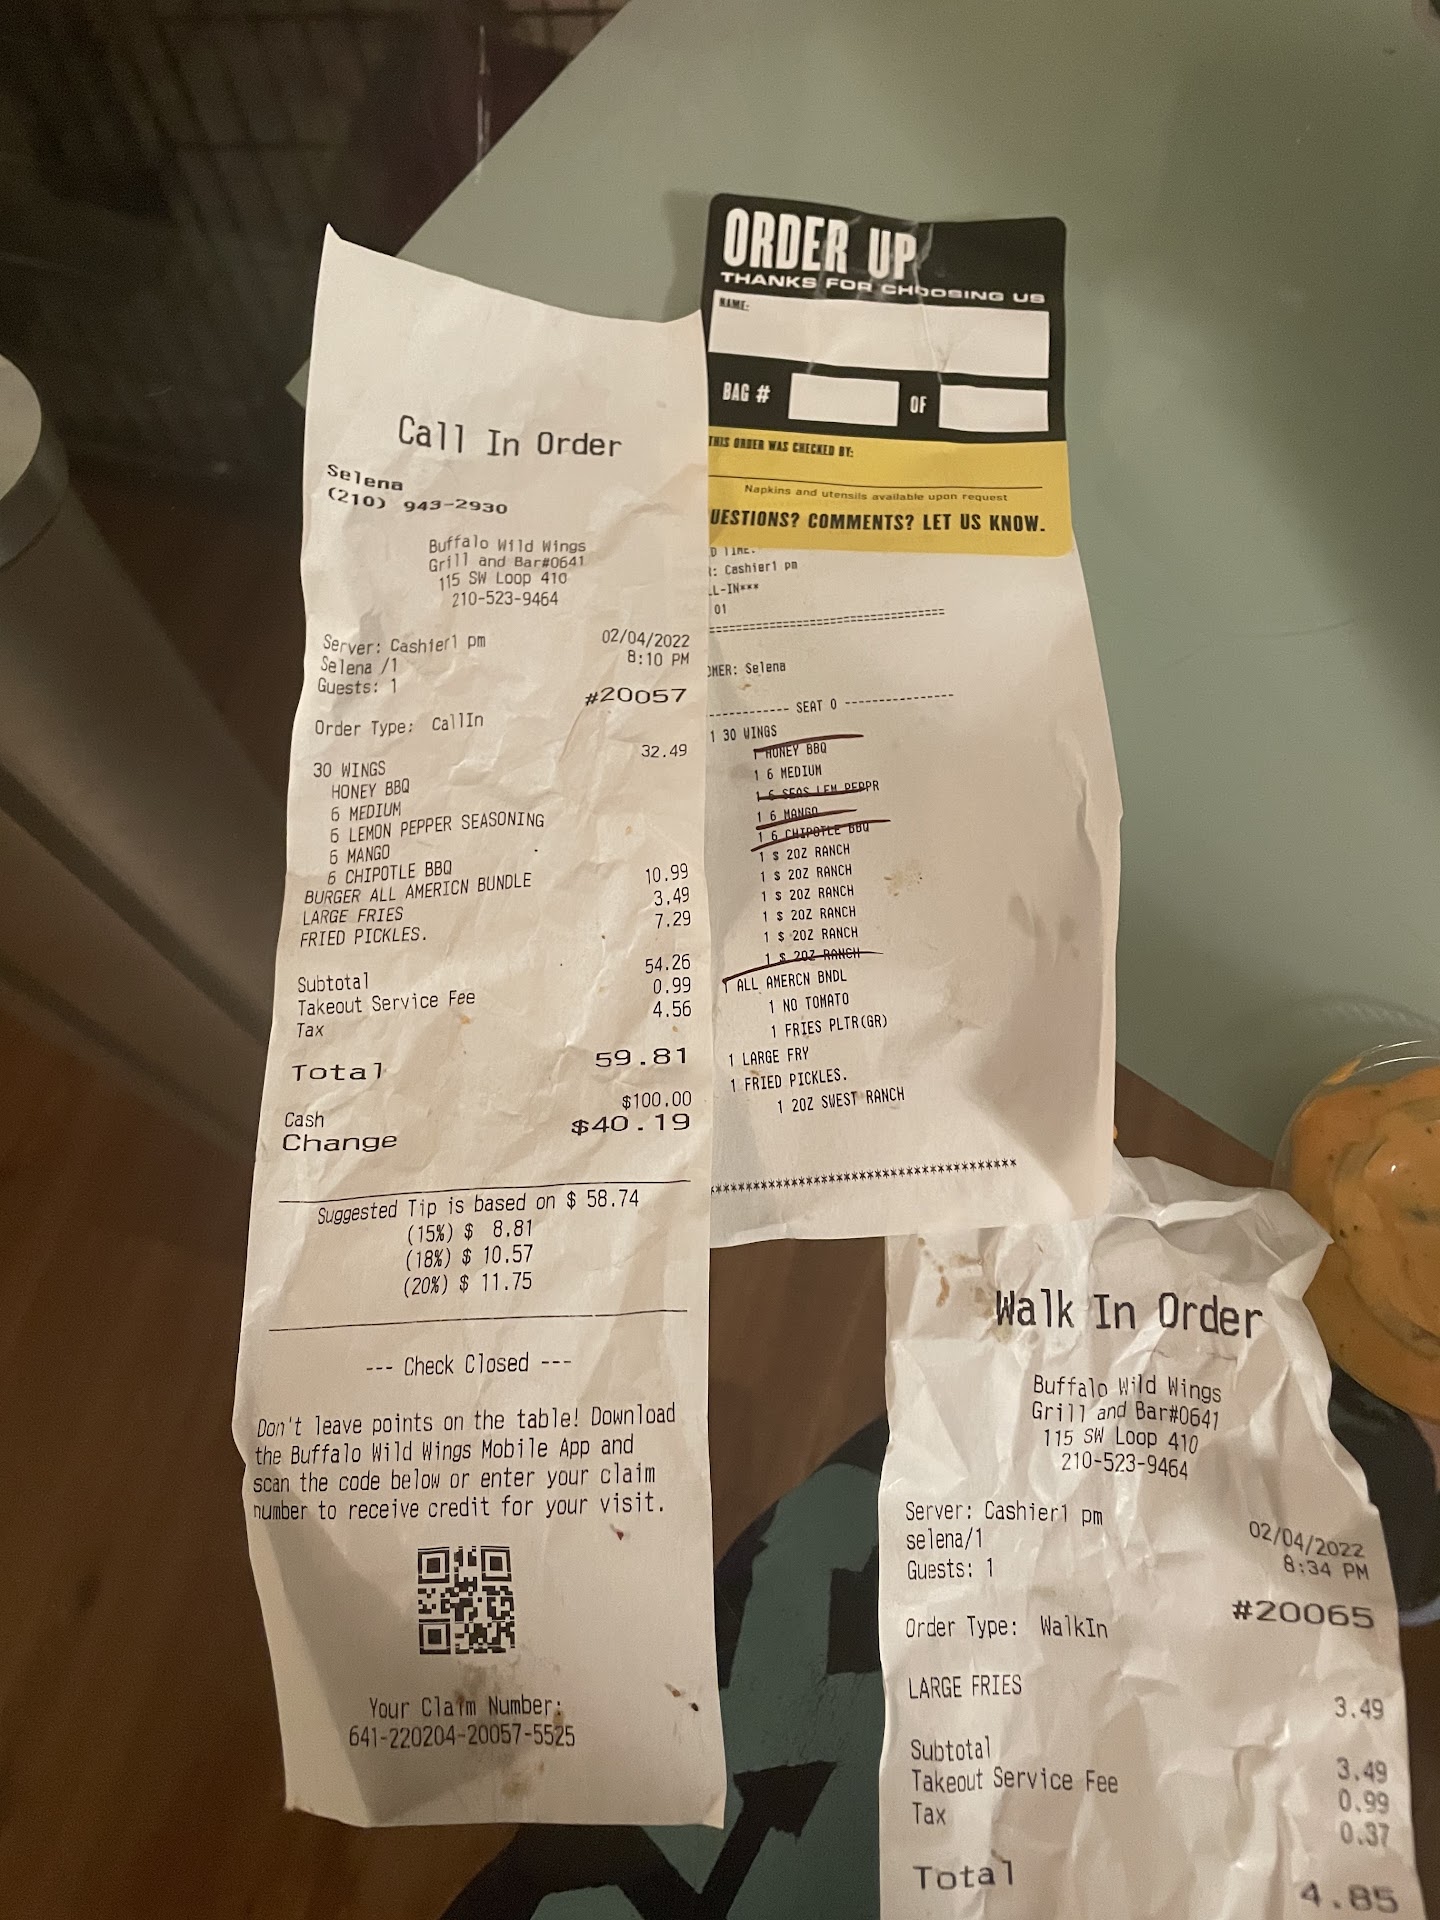 Call In Order
Selena
(210) 943-2930
Buffalo Wild Wings
Grill and Bar#0641
115 SW Loop 410
210-523-9464
Server: Cashier1 pm 02/04/2022
Selena /1 8:10 PM
Guests: 1 #20057
Order Type: CallIn
30 WINGS 32.49
HONEY BBQ
6 MEDIUM
6 LEMON PEPPER SEASONING
6 MANGO
6 CHIPOTLE BBQ
BURGER ALL AMERICN BUNDLE 10.99
LARGE FRIES 3.49
FRIED PICKLES. 7.29
Subtotal 54.26
Takeout Service Fee 0.99
Tax 4.56
Total 59.81
Cash $100.00
Change $40.19
Suggested Tip is based on $ 58.74
(15%) $ 8.81
(18%) $ 10.57
(20%) $ 11.75
--- Check Closed ---
Don't leave points on the table! Download
the Buffalo Wild Wings Mobile App and
scan the code below or enter your claim
number to receive credit for your visit.
Your Claim Number:
641-220204-20057-5525
ORDER UP
THANKS FOR CHOOSING US
NAME:
BAG # OF
THIS ORDER WAS CHECKED BY:
Napkins and utensils available upon request
UESTIONS? COMMENTS? LET US KNOW.
D TIME:
R: Cashier1 pm
LL-IN***
01
=====================================
OMER: Selena
------------ SEAT 0 ----------------
1 30 WINGS
1 HONEY BBQ
1 6 MEDIUM
1 6 SEAS LEM PEPPR
1 6 MANGO
1 6 CHIPOTLE BBQ
1 $ 2OZ RANCH
1 $ 2OZ RANCH
1 $ 2OZ RANCH
1 $ 2OZ RANCH
1 $ 2OZ RANCH
1 $ 2OZ RANCH
1 ALL AMERCN BNDL
1 NO TOMATO
1 FRIES PLTR(GR)
1 LARGE FRY
1 FRIED PICKLES.
1 2OZ SWEST RANCH
****************************************
Walk In Order
Buffalo Wild Wings
Grill and Bar#0641
115 SW Loop 410
210-523-9464
Server: Cashier1 pm 02/04/2022
selena/1 8:34 PM
Guests: 1 #20065
Order Type: WalkIn
LARGE FRIES 3.49
Subtotal 3.49
Takeout Service Fee 0.99
Tax 0.37
Total 4.85